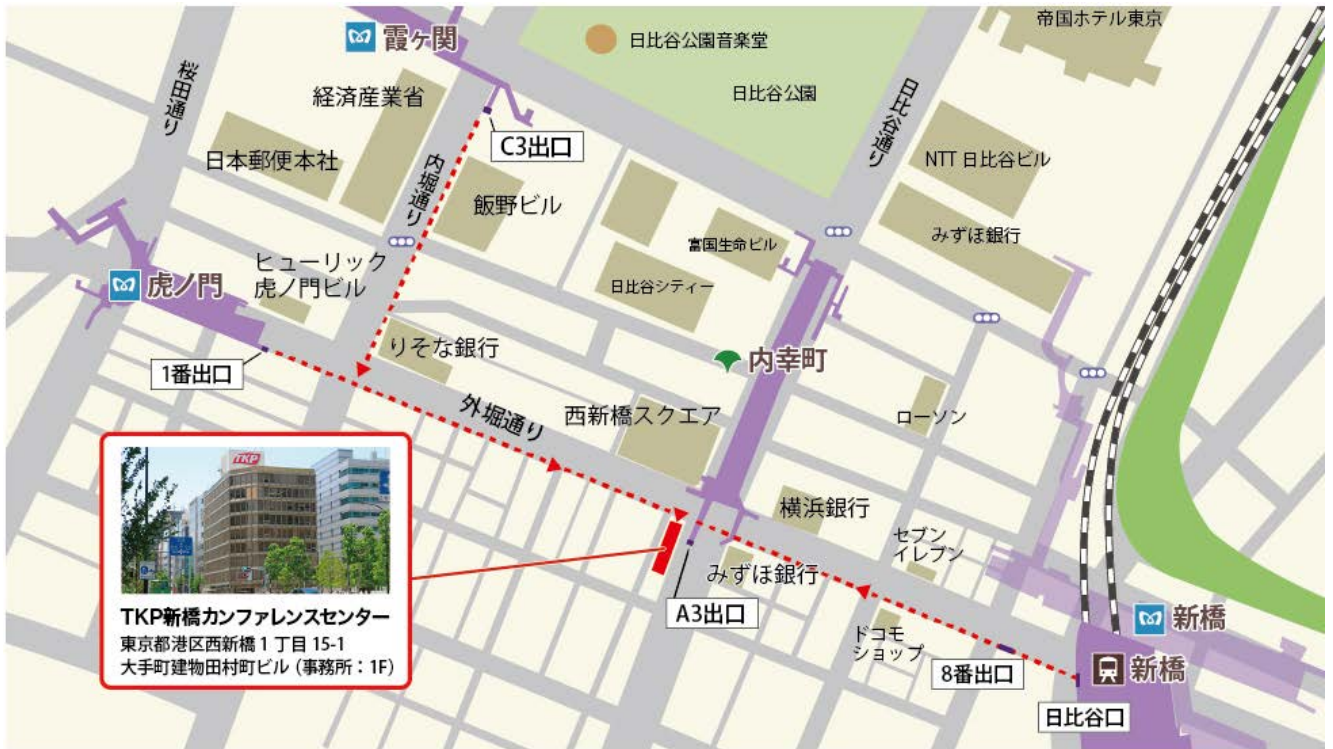 霞ヶ関
日比谷公園音楽堂
帝国ホテル東京
桜田通り
経済産業省
日比谷公園
日比谷通り
C3出口
日本郵便本社
内堀通り
NTT 日比谷ビル
飯野ビル
富国生命ビル
みずほ銀行
ヒューリック
虎ノ門ビル
虎ノ門
日比谷シティー
りそな銀行
内幸町
1番出口
外堀通り
西新橋スクエア
ローソン
TKP
横浜銀行
セブン
イレブン
みずほ銀行
A3出口
新橋
ドコモ
ショップ
8番出口
新橋
日比谷口
TKP新橋カンファレンスセンター
東京都港区西新橋 1 丁目 15-1
大手町建物田村町ビル (事務所：1F)